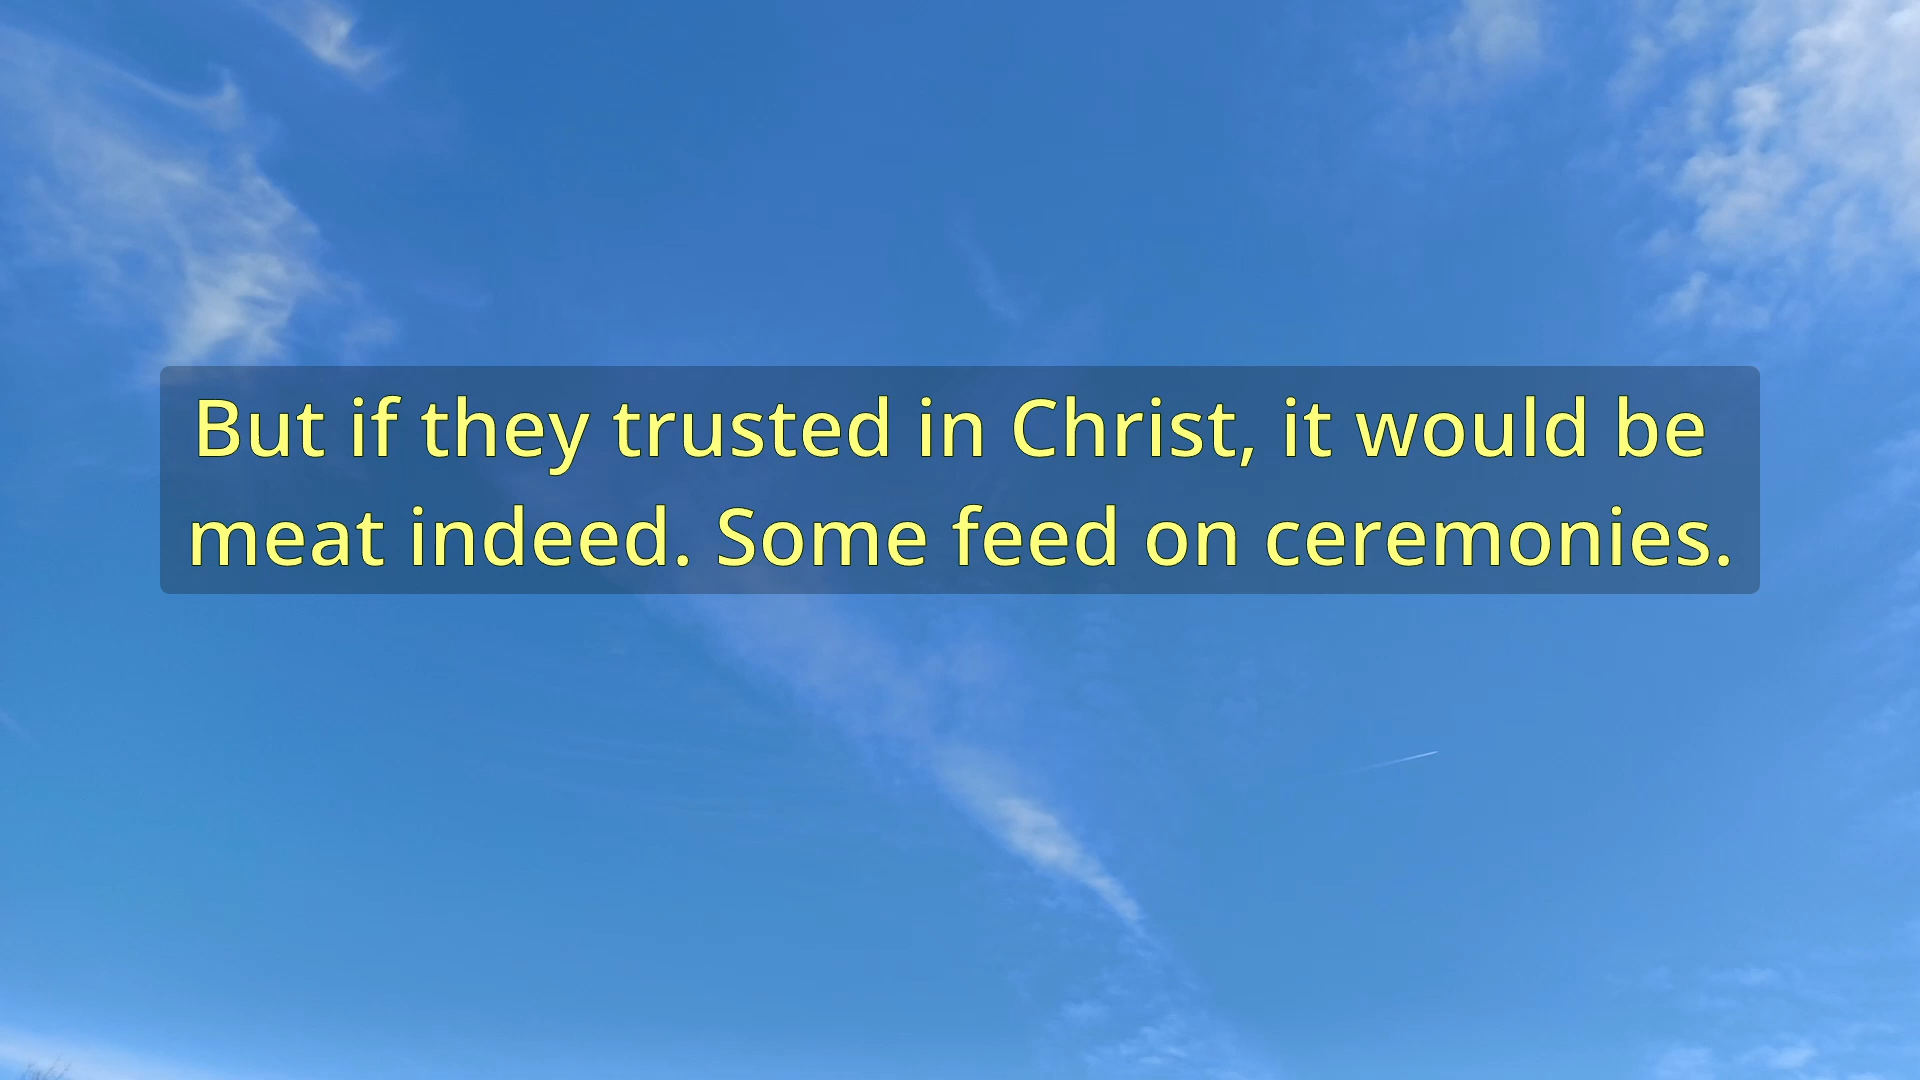 But if they trusted in Christ, it would be
meat indeed. Some feed on ceremonies.